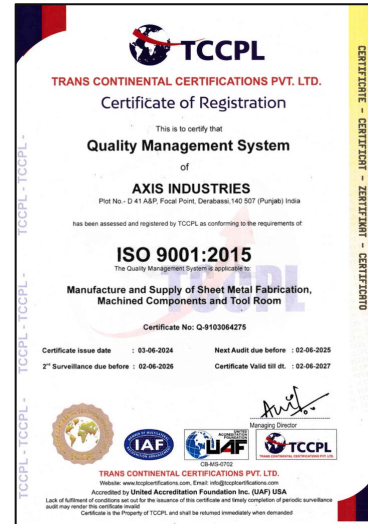 TCCPL
TRANS CONTINENTAL CERTIFICATIONS PVT. LTD.
Certificate of Registration
This is to certify that
Quality Management System
of
AXIS INDUSTRIES
Plot No.- D 41 A&P, Focal Point, Derabassi,140 507 (Punjab) India
has been assessed and registered by TCCPL as conforming to the requirements of:
ISO 9001:2015
The Quality Management System is applicable to:
Manufacture and Supply of Sheet Metal Fabrication,
Machined Components and Tool Room
Certificate No: Q-9103064275
Certificate issue date : 03-06-2024 Next Audit due before : 02-06-2025
2nd Surveillance due before : 02-06-2026 Certificate Valid till dt. : 02-06-2027
Managing Director
IAF
UAF
UNITED ACCREDITATION FOUNDATION
CB-MS-0702
TCCPL
TRANS CONTINENTAL CERTIFICATIONS PVT. LTD.
Website: www.tccplcertifications.com, Email: info@tccplcertifications.com
Accredited by United Accreditation Foundation Inc. (UAF) USA
Lack of fulfilment of conditions set out for the issuance of this certificate and timely completion of periodic surveillance
audit may render this certificate invalid
Certificate is the Property of TCCPL and shall be returned immediately when demanded
TCCPL - TCCPL - TCCPL - TCCPL -
CERTIFICATE - CERTIFICAT - ZERTIFIKAT - CERTIFICATO